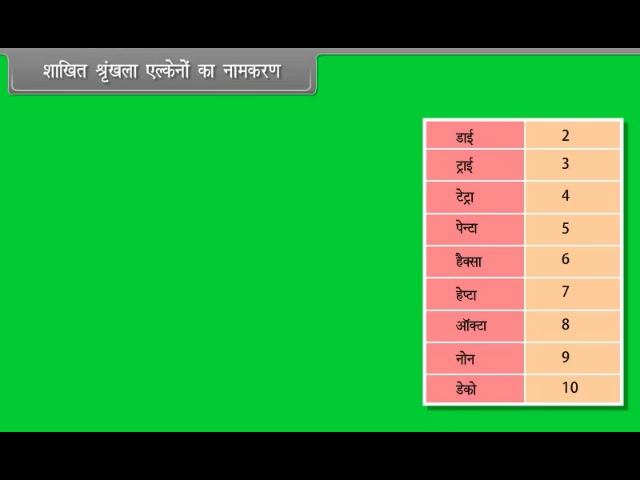 शाखित श्रृंखला एल्केनों का नामकरण
डाई 2
ट्राई 3
टेट्रा 4
पेन्टा 5
हैक्सा 6
हेप्टा 7
ऑक्टा 8
नोन 9
डेको 10